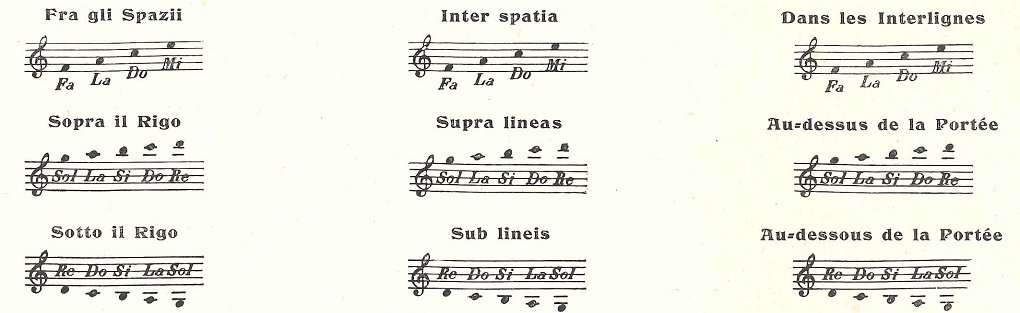 Fra gli Spazii
Fa La Do Mi
Sopra il Rigo
Sol La Si Do Re
Sotto il Rigo
Re Do Si La Sol
Inter spatia
Fa La Do Mi
Supra lineas
Sol La Si Do Re
Sub lineis
Re Do Si La Sol
Dans les Interlignes
Fa La Do Mi
Au=dessus de la Portée
Sol La Si Do Re
Au=dessous de la Portée
Re Do Si La Sol